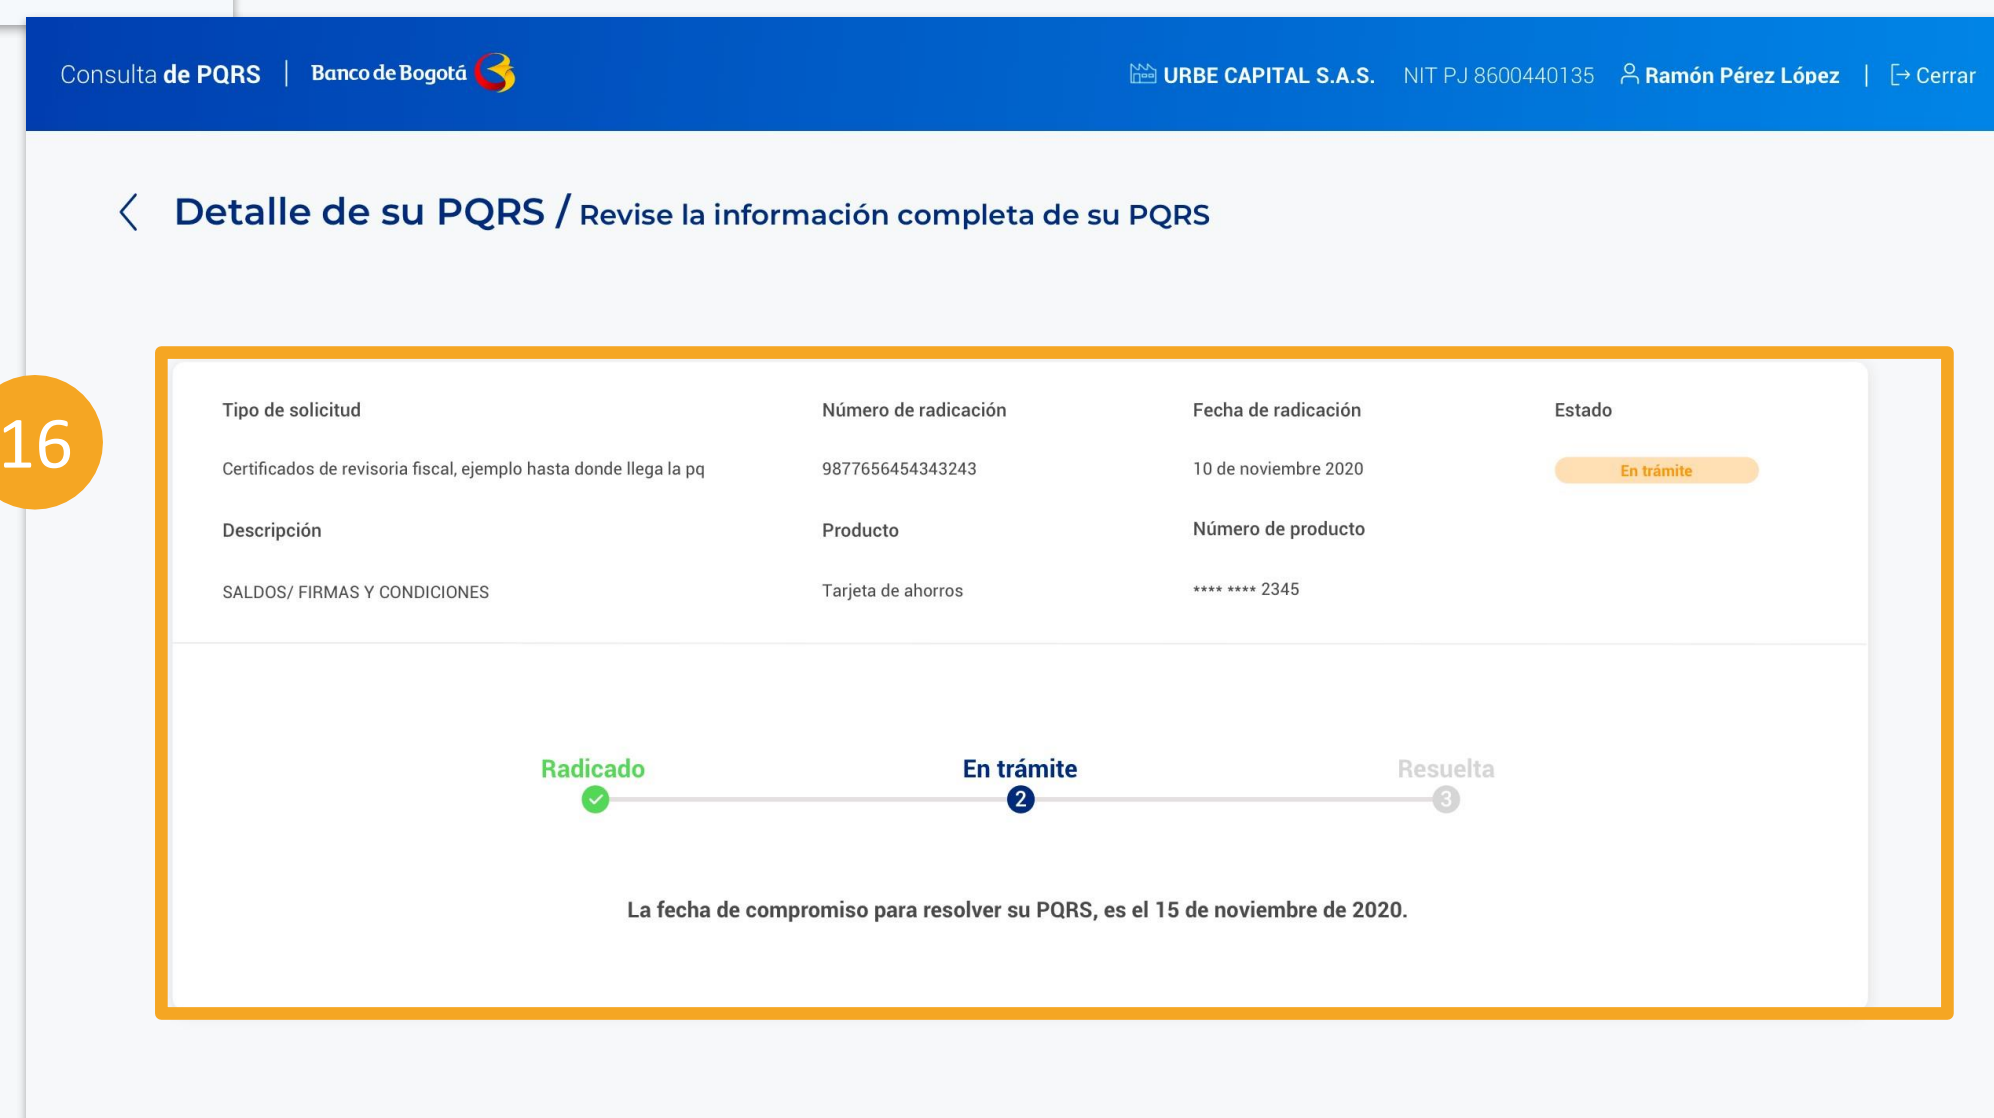 Consulta de PQRS | Banco de Bogotá URBE CAPITAL S.A.S. NIT PJ 8600440135 Ramón Pérez López | Cerrar
Detalle de su PQRS / Revise la información completa de su PQRS
16
Tipo de solicitud Número de radicación Fecha de radicación Estado
Certificados de revisoria fiscal, ejemplo hasta donde llega la pq 9877656454343243 10 de noviembre 2020 En trámite
Descripción Producto Número de producto
SALDOS/ FIRMAS Y CONDICIONES Tarjeta de ahorros **** **** 2345
Radicado En trámite Resuelta
2 3
La fecha de compromiso para resolver su PQRS, es el 15 de noviembre de 2020.